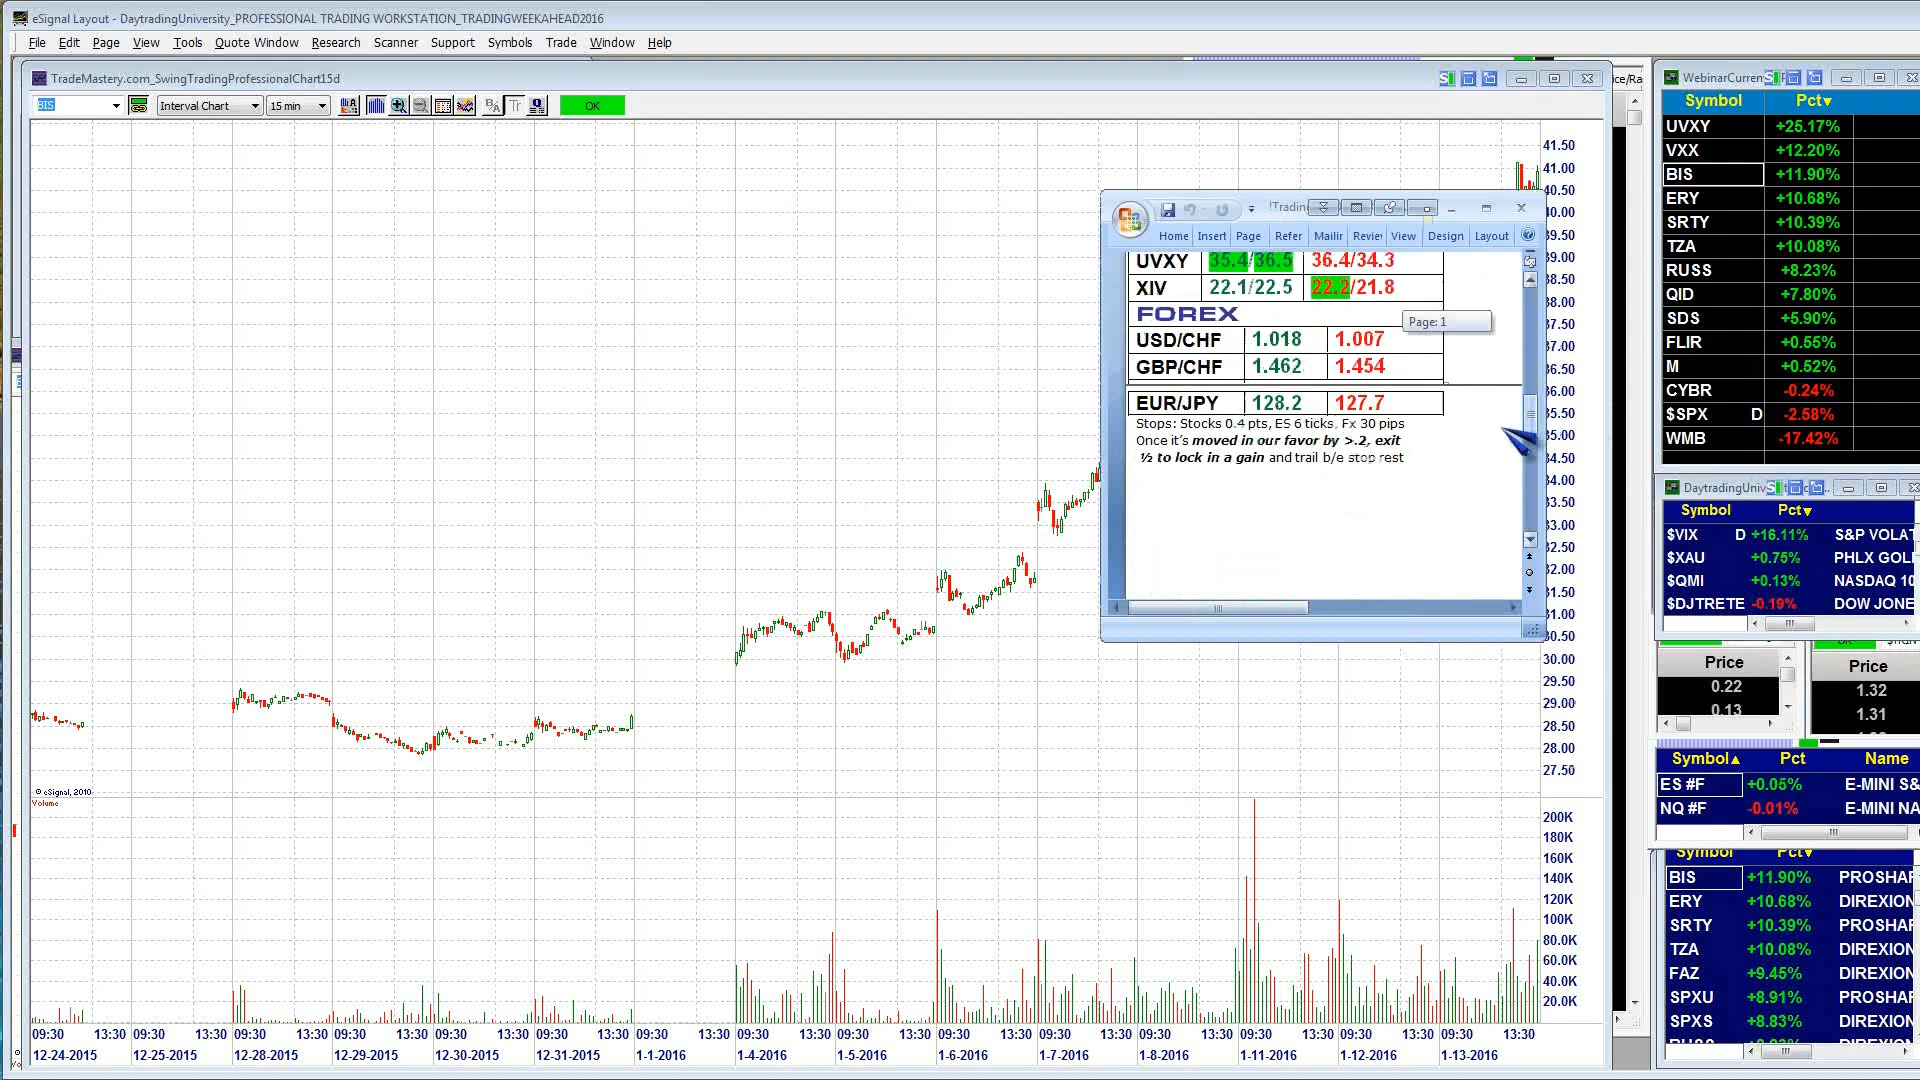 eSignal Layout - DaytradingUniversity_PROFESSIONAL TRADING WORKSTATION_TRADINGWEEKAHEAD2016
File Edit Page View Tools Quote Window Research Scanner Support Symbols Trade Window Help
TradeMastery.com_SwingTradingProfessionalChart15d
BIS Interval Chart 15 min OK
41.50
41.00
40.50
40.00
39.50
39.00
38.50
38.00
37.50
37.00
36.50
36.00
35.50
35.00
34.50
34.00
33.50
33.00
32.50
32.00
31.50
31.00
30.50
30.00
29.50
29.00
28.50
28.00
27.50
© eSignal, 2010
Volume
200K
180K
160K
140K
120K
100K
80.0K
60.0K
40.0K
20.0K
09:30 13:30 09:30 13:30 09:30 13:30 09:30 13:30 09:30 13:30 09:30 13:30 09:30 13:30 09:30 13:30 09:30 13:30 09:30 13:30 09:30 13:30 09:30 13:30 09:30 13:30 09:30 13:30 09:30 13:30
12-24-2015 12-25-2015 12-28-2015 12-29-2015 12-30-2015 12-31-2015 1-1-2016 1-4-2016 1-5-2016 1-6-2016 1-7-2016 1-8-2016 1-11-2016 1-12-2016 1-13-2016
Home Insert Page Refer Mailir Review View Design Layout
UVXY 35.4/36.5 36.4/34.3
XIV 22.1/22.5 22.2/21.8
FOREX
Page: 1
USD/CHF 1.018 1.007
GBP/CHF 1.462 1.454
EUR/JPY 128.2 127.7
Stops: Stocks 0.4 pts, ES 6 ticks, Fx 30 pips
Once it's moved in our favor by >.2, exit
½ to lock in a gain and trail b/e stop rest
Symbol Pct
UVXY +25.17%
VXX +12.20%
BIS +11.90%
ERY +10.68%
SRTY +10.39%
TZA +10.08%
RUSS +8.23%
QID +7.80%
SDS +5.90%
FLIR +0.55%
M +0.52%
CYBR -0.24%
$SPX D -2.58%
WMB -17.42%
Symbol Pct
$VIX D +16.11% S&P VOLAT
$XAU +0.75% PHLX GOL
$QMI +0.13% NASDAQ 10
$DJTRETE -0.19% DOW JONE
Price
0.22
0.13
Price
1.32
1.31
Symbol Pct Name
ES #F +0.05% E-MINI S&
NQ #F -0.01% E-MINI NA
Symbol Pct
BIS +11.90% PROSHAR
ERY +10.68% DIREXION
SRTY +10.39% PROSHAR
TZA +10.08% DIREXION
FAZ +9.45% DIREXION
SPXU +8.91% PROSHAR
SPXS +8.83% DIREXION